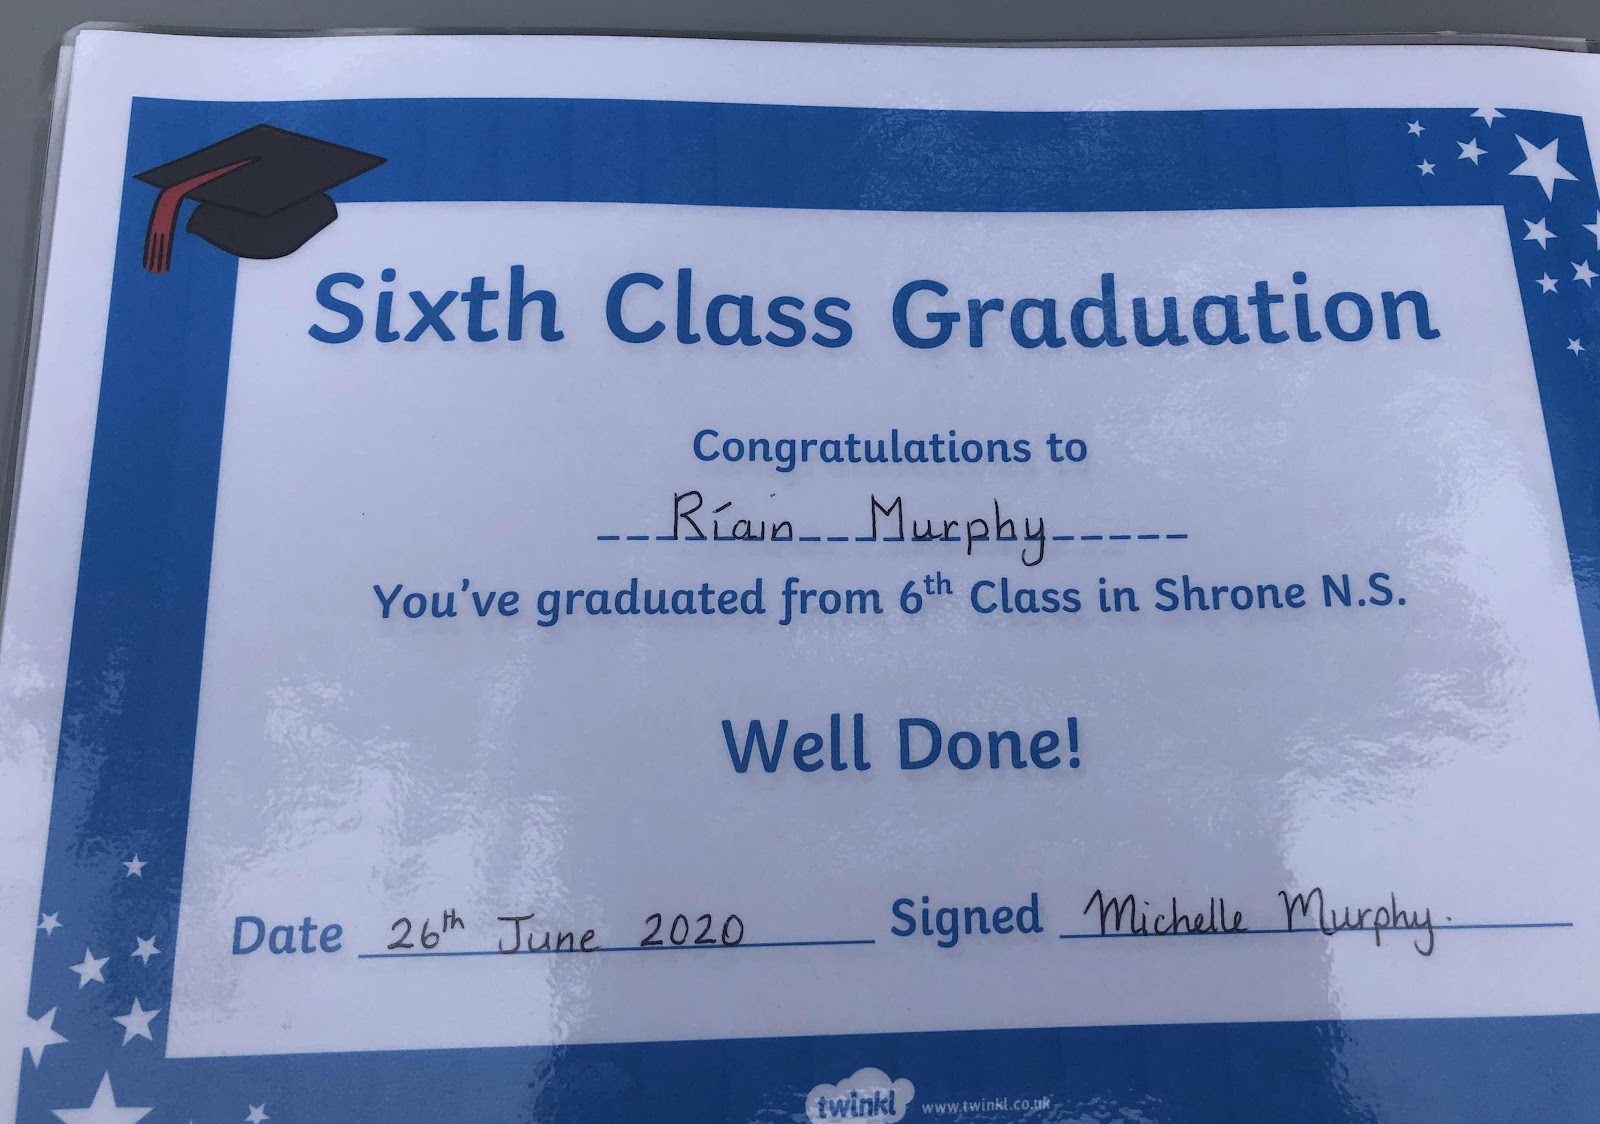 Sixth Class Graduation
Congratulations to
Ríain Murphy
You've graduated from 6th Class in Shrone N.S.
Well Done!
Date 26th June 2020 Signed Michelle Murphy.
twinkl www.twinkl.co.uk